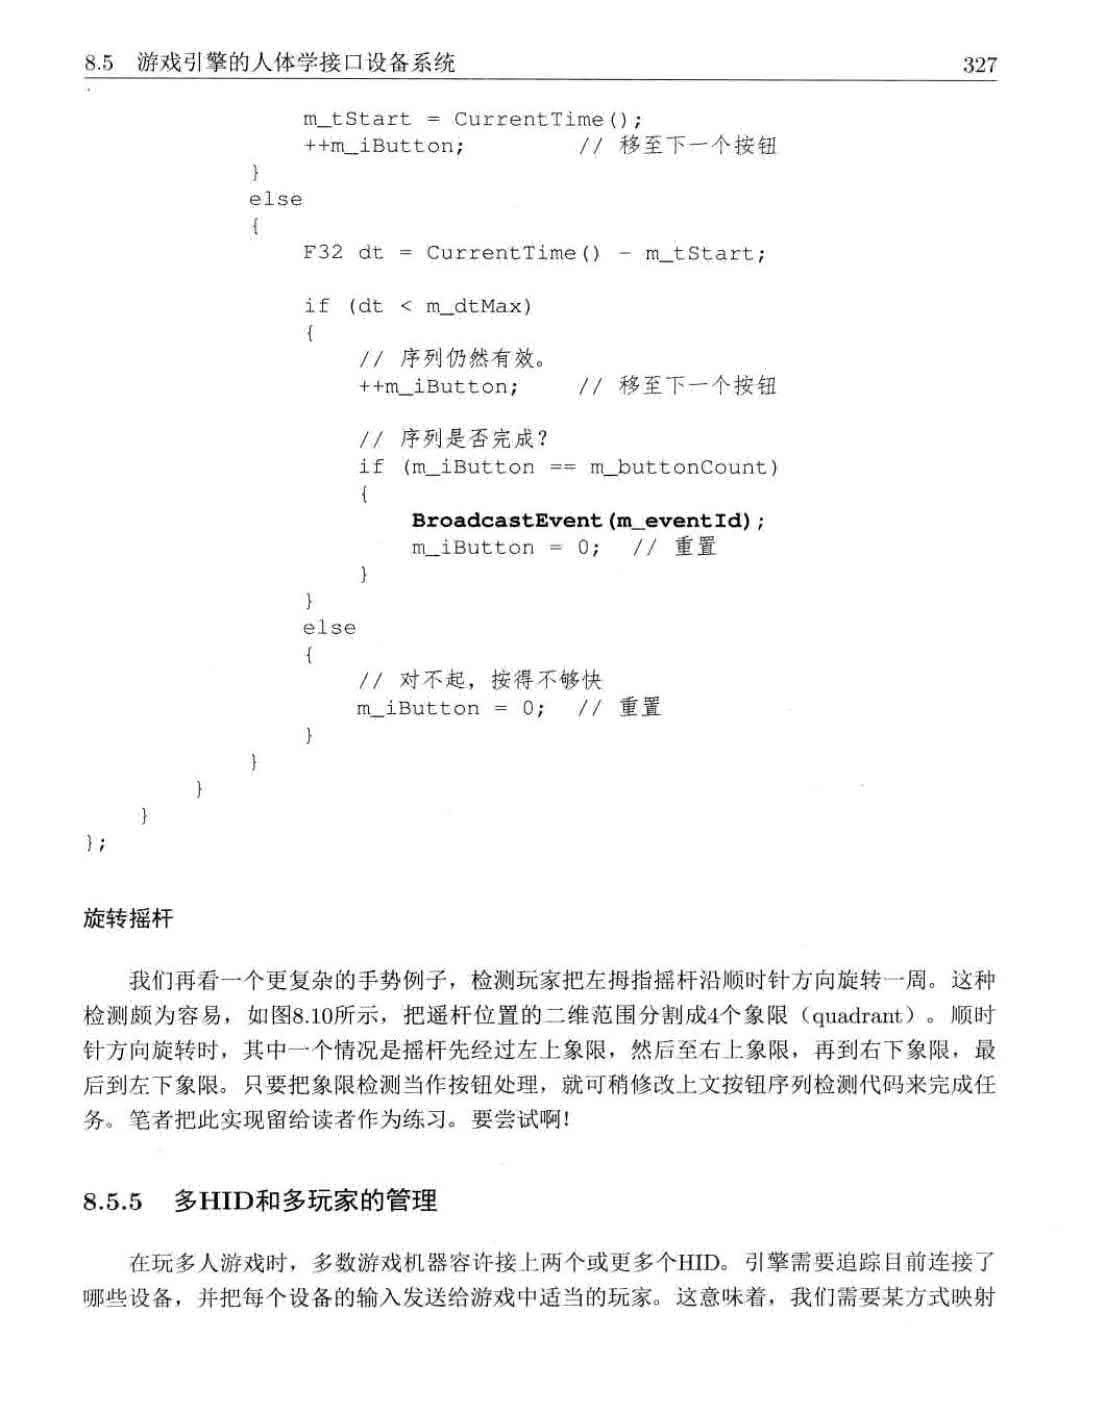 8.5 游戏引擎的人体学接口设备系统 327
m_tStart = CurrentTime();
++m_iButton; // 移至下一个按钮
}
else
{
F32 dt = CurrentTime() - m_tStart;
if (dt < m_dtMax)
{
// 序列仍然有效。
++m_iButton; // 移至下一个按钮
// 序列是否完成?
if (m_iButton == m_buttonCount)
{
BroadcastEvent(m_eventId);
m_iButton = 0; // 重置
}
}
else
{
// 对不起，按得不够快
m_iButton = 0; // 重置
}
}
}
}
};
旋转摇杆
我们再看一个更复杂的手势例子，检测玩家把左拇指摇杆沿顺时针方向旋转一周。这种
检测颇为容易，如图8.10所示，把遥杆位置的二维范围分割成4个象限（quadrant）。顺时
针方向旋转时，其中一个情况是摇杆先经过左上象限，然后至右上象限，再到右下象限，最
后到左下象限。只要把象限检测当作按钮处理，就可稍修改上文按钮序列检测代码来完成任
务。笔者把此实现留给读者作为练习。要尝试啊!
8.5.5 多HID和多玩家的管理
在玩多人游戏时，多数游戏机器容许接上两个或更多个HID。引擎需要追踪目前连接了
哪些设备，并把每个设备的输入发送给游戏中适当的玩家。这意味着，我们需要某方式映射